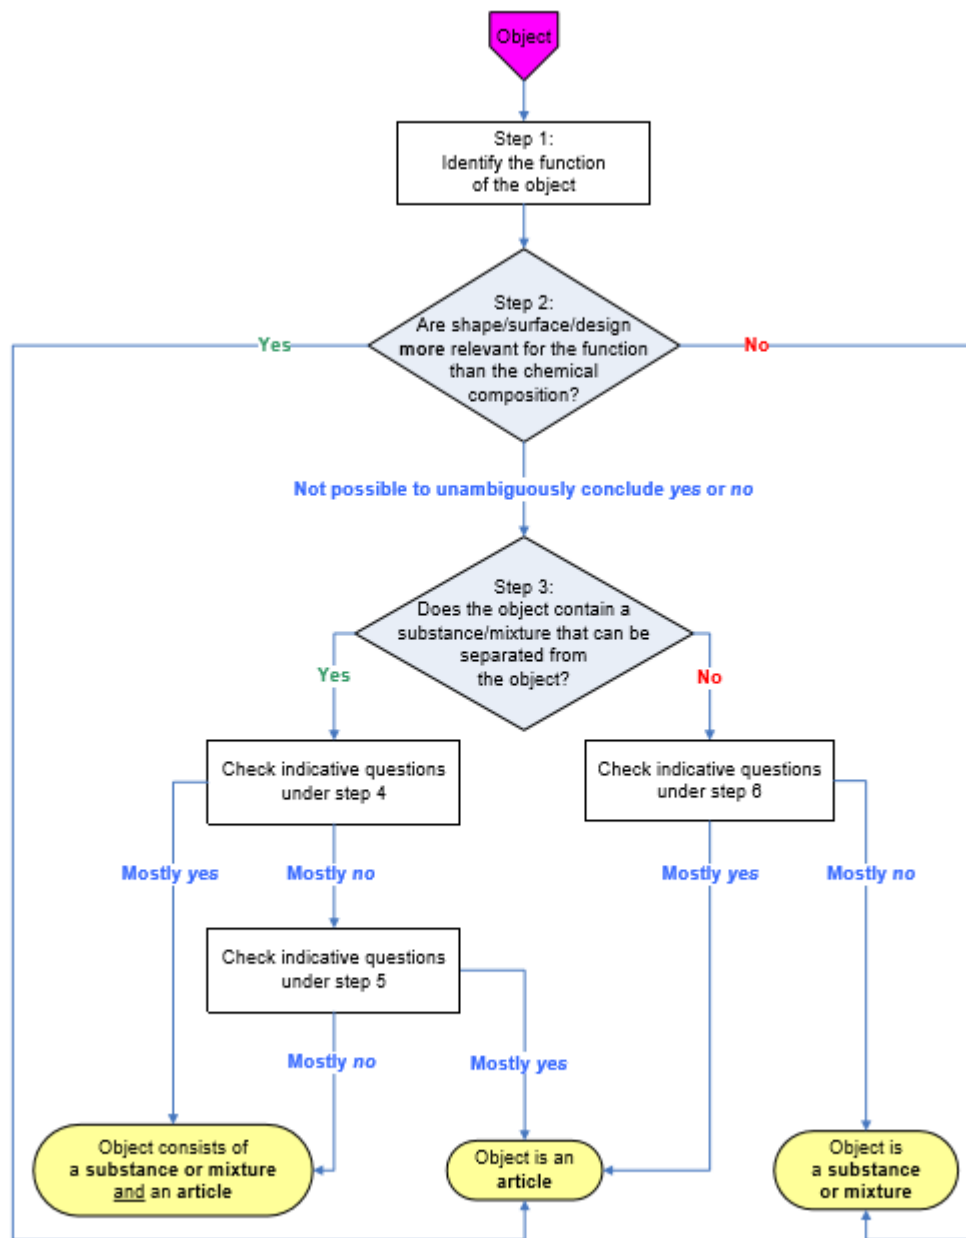 Object
Step 1:
Identify the function
of the object
Step 2:
Are shape/surface/design
more relevant for the function
than the chemical
composition?
Yes
No
Not possible to unambiguously conclude yes or no
Step 3:
Does the object contain a
substance/mixture that can be
separated from
the object?
Yes
No
Check indicative questions
under step 4
Check indicative questions
under step 6
Mostly yes
Mostly no
Mostly yes
Mostly no
Check indicative questions
under step 5
Mostly no
Mostly yes
Object consists of
a substance or mixture
and an article
Object is an
article
Object is
a substance
or mixture